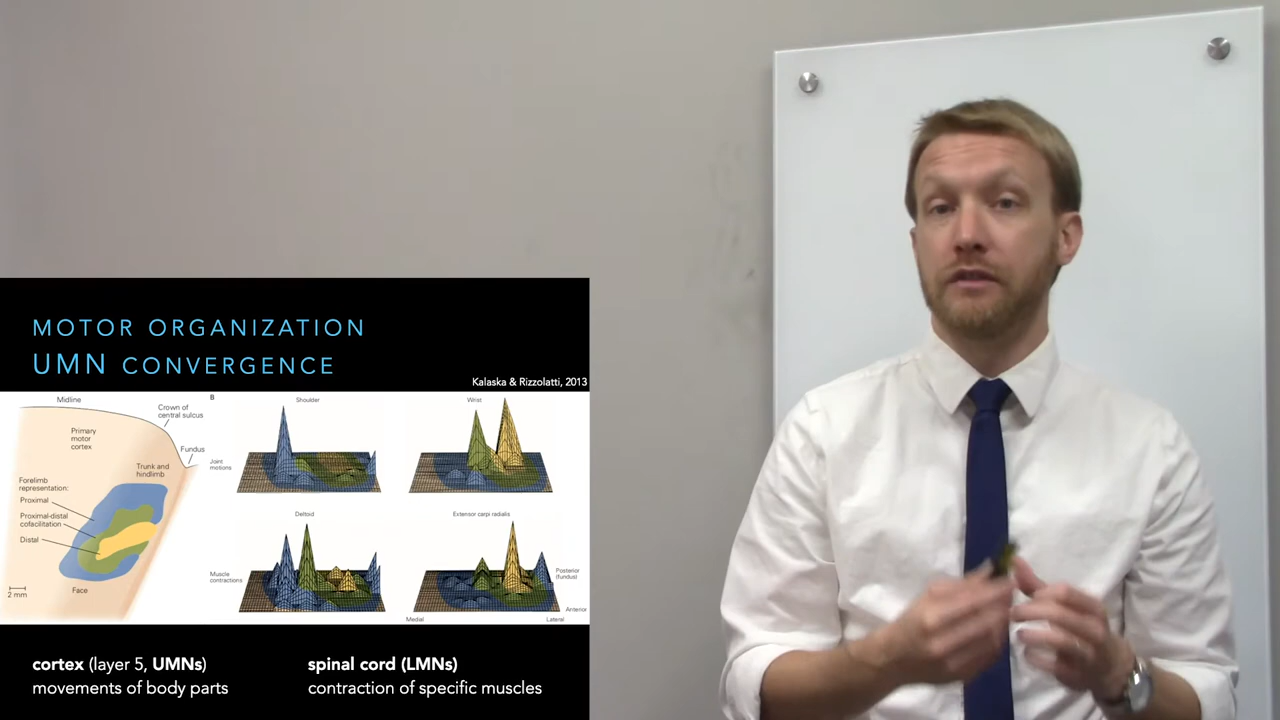 MOTOR ORGANIZATION
UMN CONVERGENCE
Kalaska & Rizzolatti, 2013
Midline
Crown of
central sulcus
Primary
motor
cortex
Fundus
Trunk and
hindlimb
Forelimb
representation:
Proximal
Proximal-distal
cofacilitation
Distal
Face
2 mm
B
Shoulder
Wrist
Joint
motions
Deltoid
Extensor carpi radialis
Muscle
contractions
Posterior
(fundus)
Anterior
Medial
Lateral
cortex (layer 5, UMNs)
movements of body parts
spinal cord (LMNs)
contraction of specific muscles